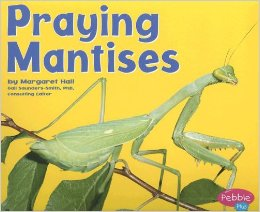 Praying
Mantises
by Margaret Hall
Gail Saunders-Smith, PhD,
Consulting Editor
Pebble
Plus